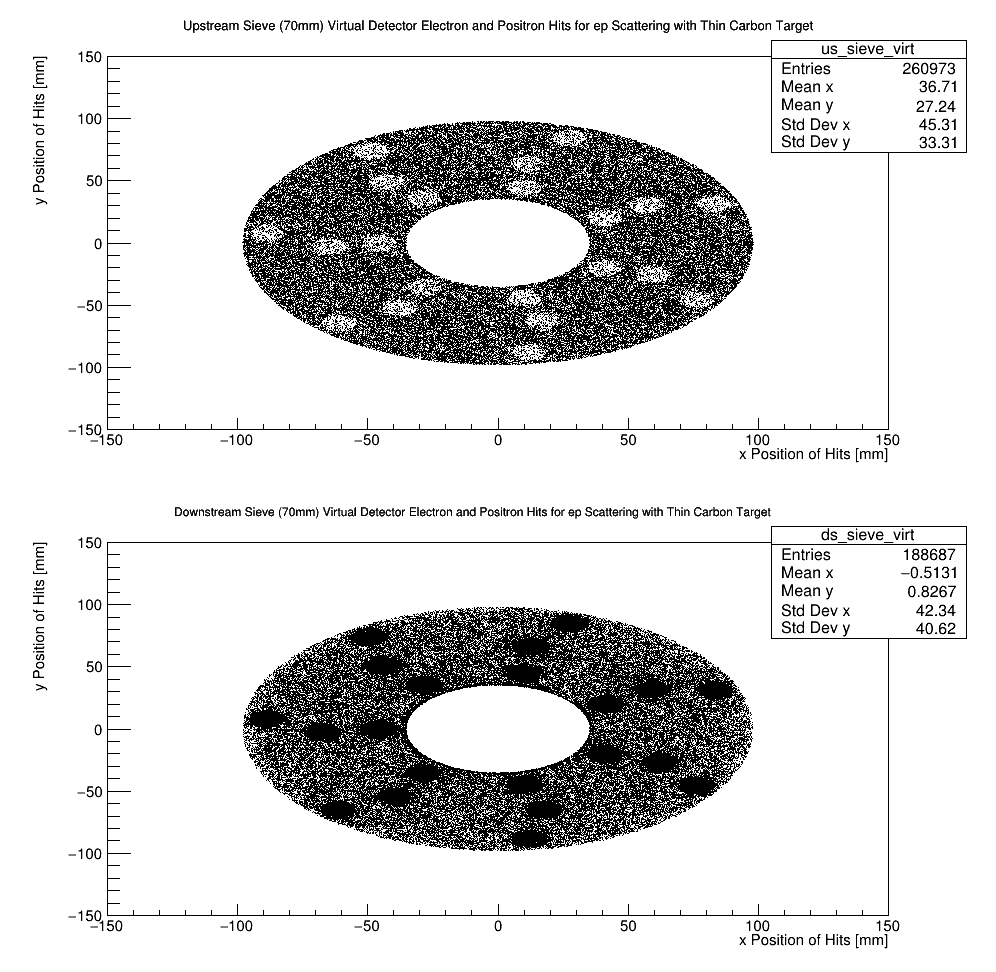 Upstream Sieve (70mm) Virtual Detector Electron and Positron Hits for ep Scattering with Thin Carbon Target
us_sieve_virt
Entries 260973
Mean x 36.71
Mean y 27.24
Std Dev x 45.31
Std Dev y 33.31
y Position of Hits [mm]
150
100
50
0
−50
−100
−150
−150 −100 −50 0 50 100 150
x Position of Hits [mm]
Downstream Sieve (70mm) Virtual Detector Electron and Positron Hits for ep Scattering with Thin Carbon Target
ds_sieve_virt
Entries 188687
Mean x −0.5131
Mean y 0.8267
Std Dev x 42.34
Std Dev y 40.62
y Position of Hits [mm]
150
100
50
0
−50
−100
−150
−150 −100 −50 0 50 100 150
x Position of Hits [mm]